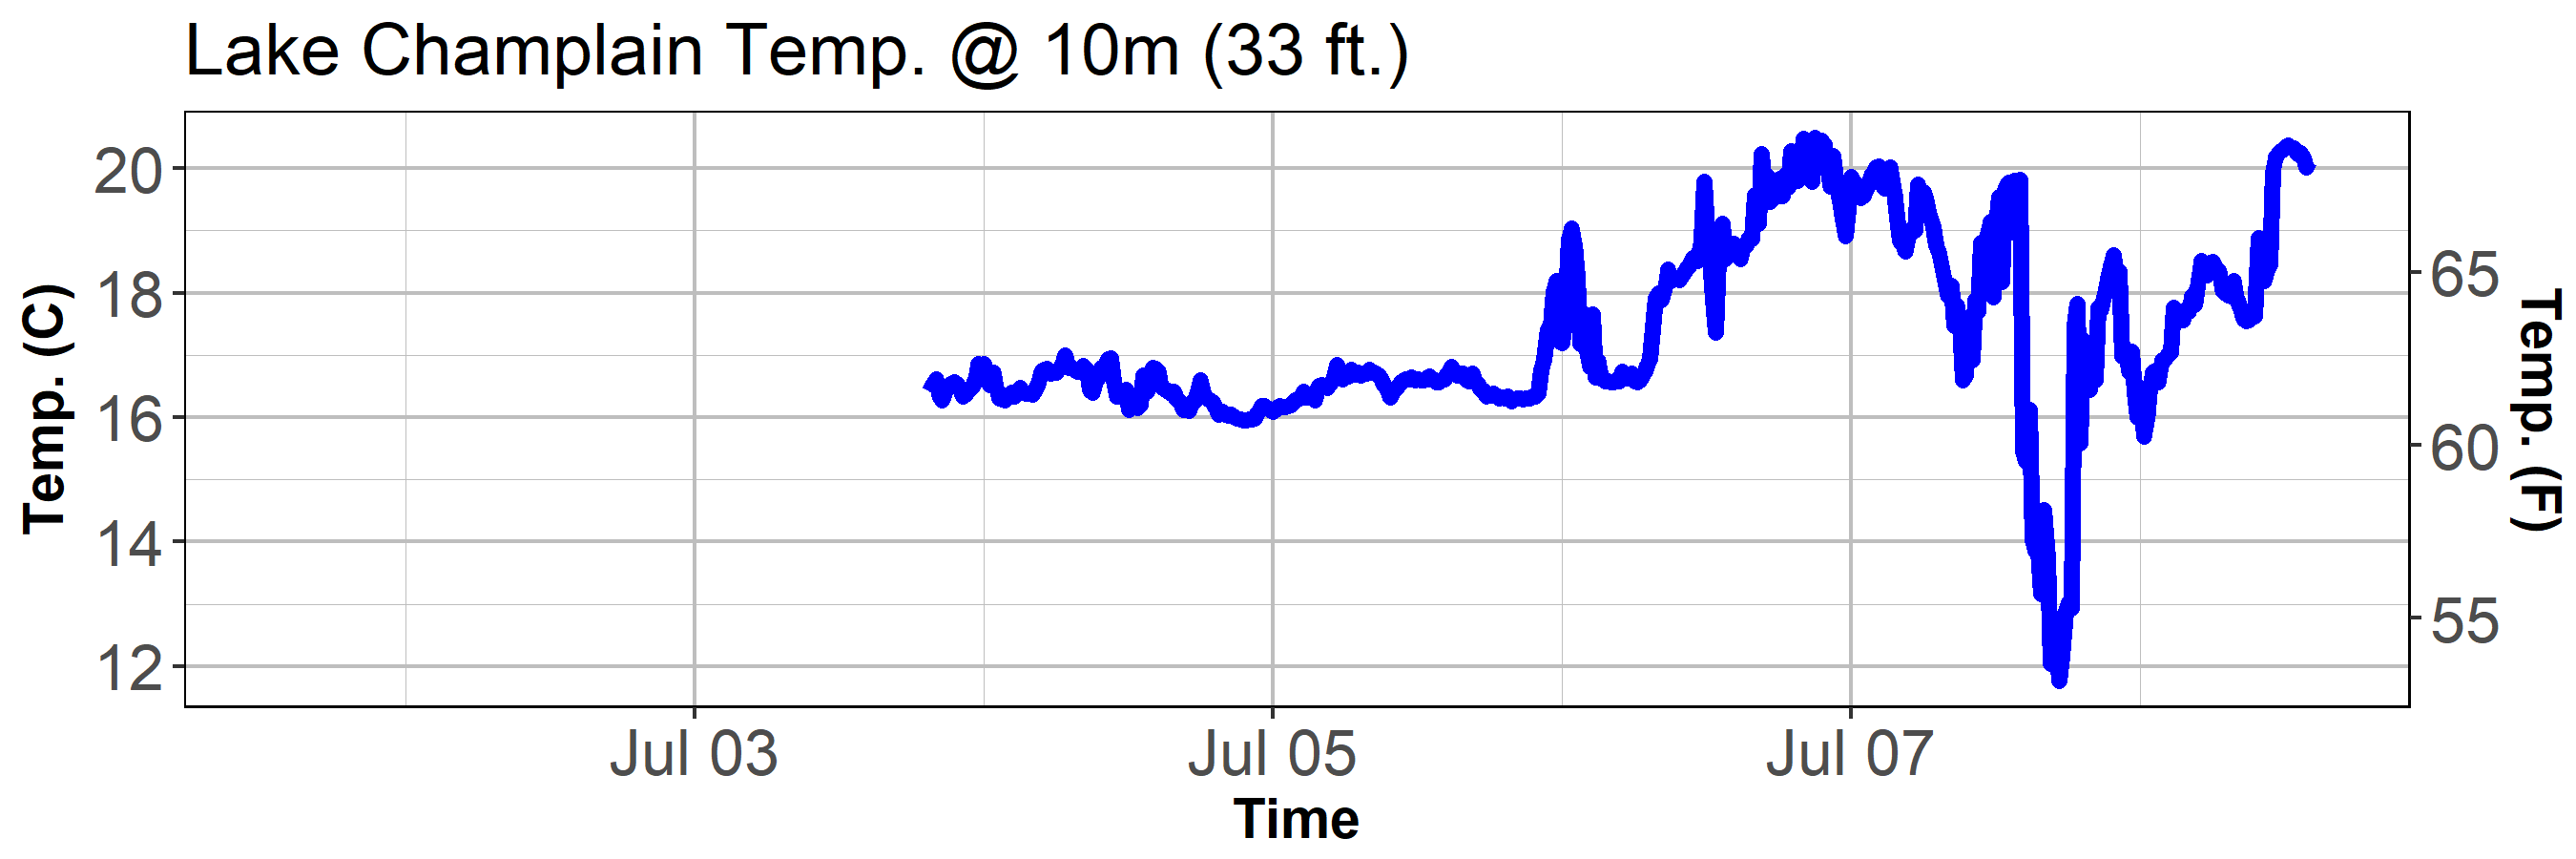 Lake Champlain Temp. @ 10m (33 ft.)
20
18
16
14
12
Temp. (C)
65
60
55
Temp. (F)
Jul 03
Jul 05
Jul 07
Time